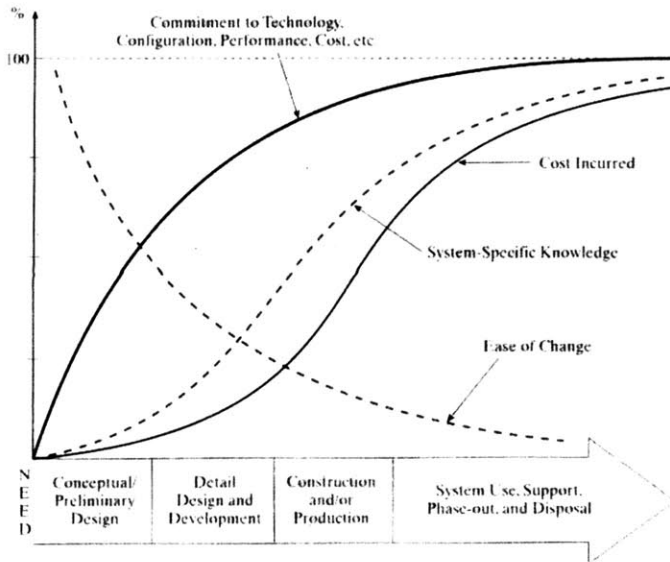 %
Commitment to Technology,
Configuration, Performance, Cost, etc
100
Cost Incurred
System-Specific Knowledge
Ease of Change
NEED
Conceptual/
Preliminary
Design
Detail
Design and
Development
Construction
and/or
Production
System Use, Support,
Phase-out, and Disposal